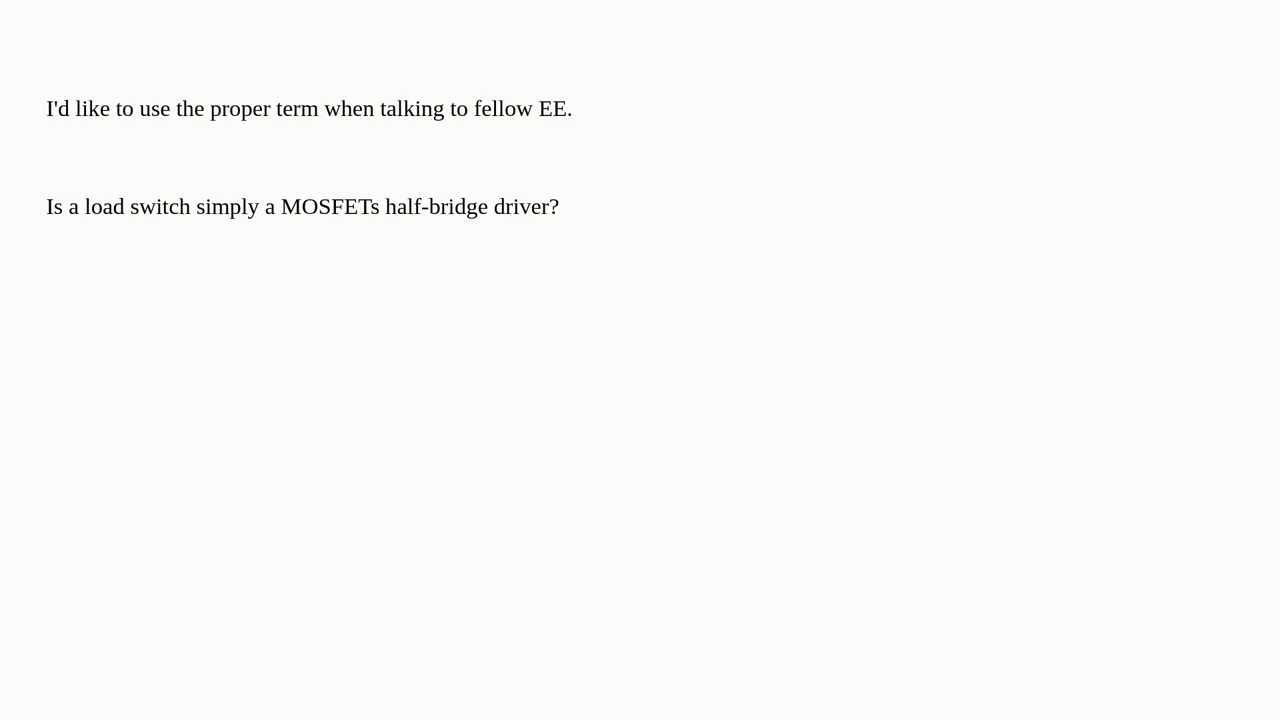 I'd like to use the proper term when talking to fellow EE.
Is a load switch simply a MOSFETs half-bridge driver?